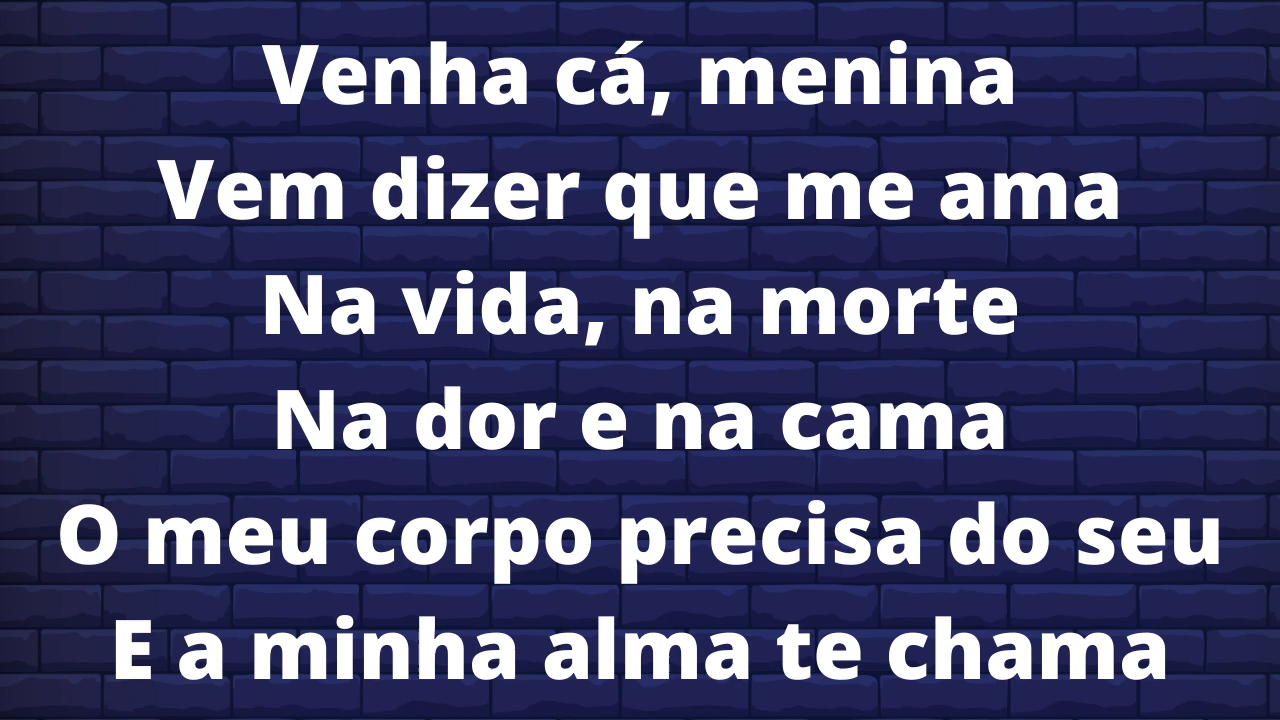 Venha cá, menina
Vem dizer que me ama
Na vida, na morte
Na dor e na cama
O meu corpo precisa do seu
E a minha alma te chama